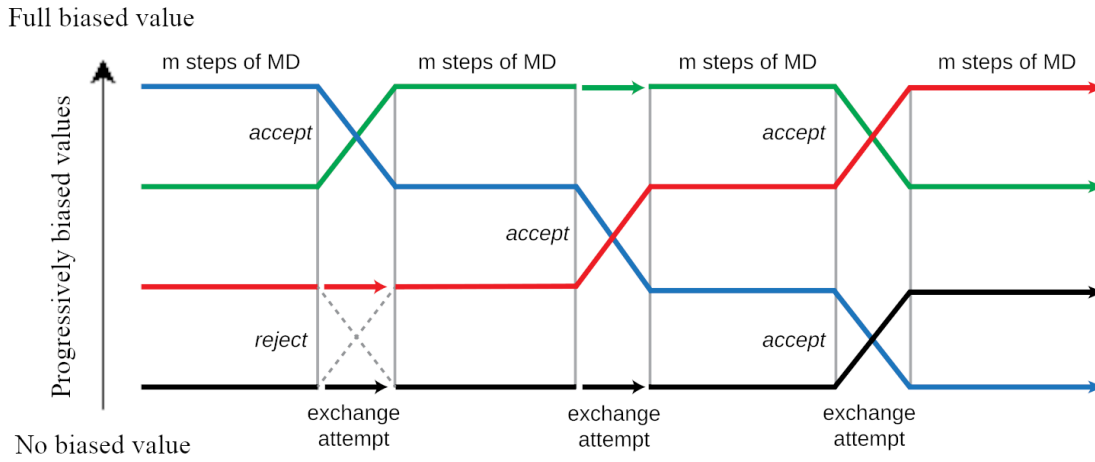 Full biased value
m steps of MD
m steps of MD
m steps of MD
m steps of MD
Progressively biased values
accept
accept
accept
reject
accept
exchange
attempt
exchange
attempt
exchange
attempt
No biased value